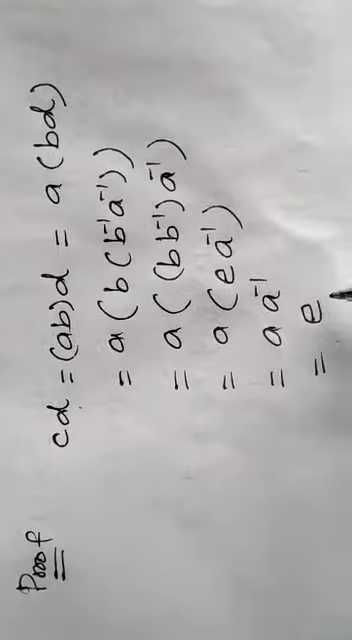 Proof
cd = (ab)d = a(bd)
= a(b(b⁻¹a⁻¹))
= a((bb⁻¹)a⁻¹)
= a(ea⁻¹)
= aa⁻¹
= e